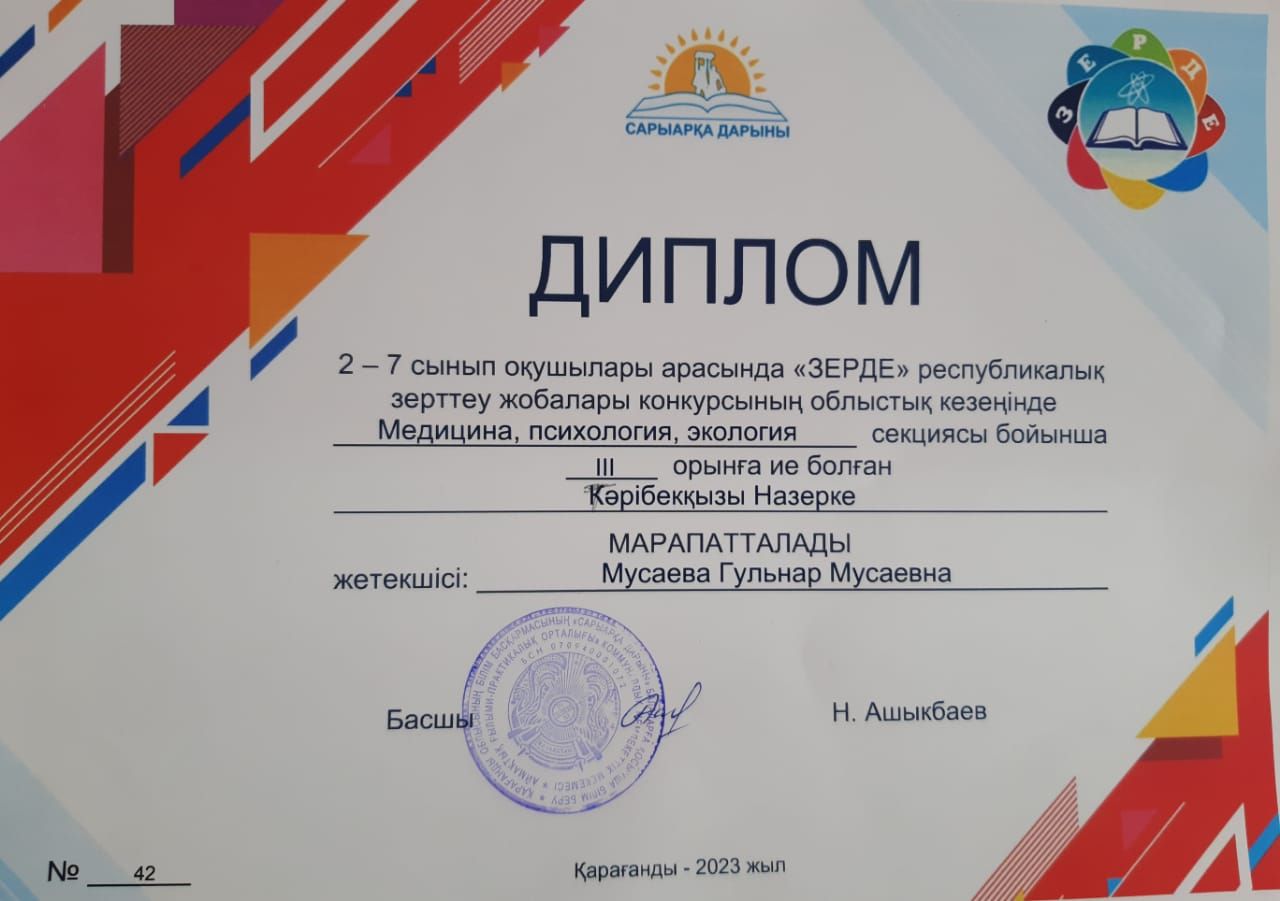 САРЫАРҚА ДАРЫНЫ
ЗЕРДЕ
ДИПЛОМ
2 – 7 сынып оқушылары арасында «ЗЕРДЕ» республикалық
зерттеу жобалары конкурсының облыстық кезеңінде
Медицина, психология, экология секциясы бойынша
III орынға ие болған
Кәрібекқызы Назерке
МАРАПАТТАЛАДЫ
жетекшісі: Мусаева Гульнар Мусаевна
Басшы Н. Ашыкбаев
№ 42
Қарағанды - 2023 жыл